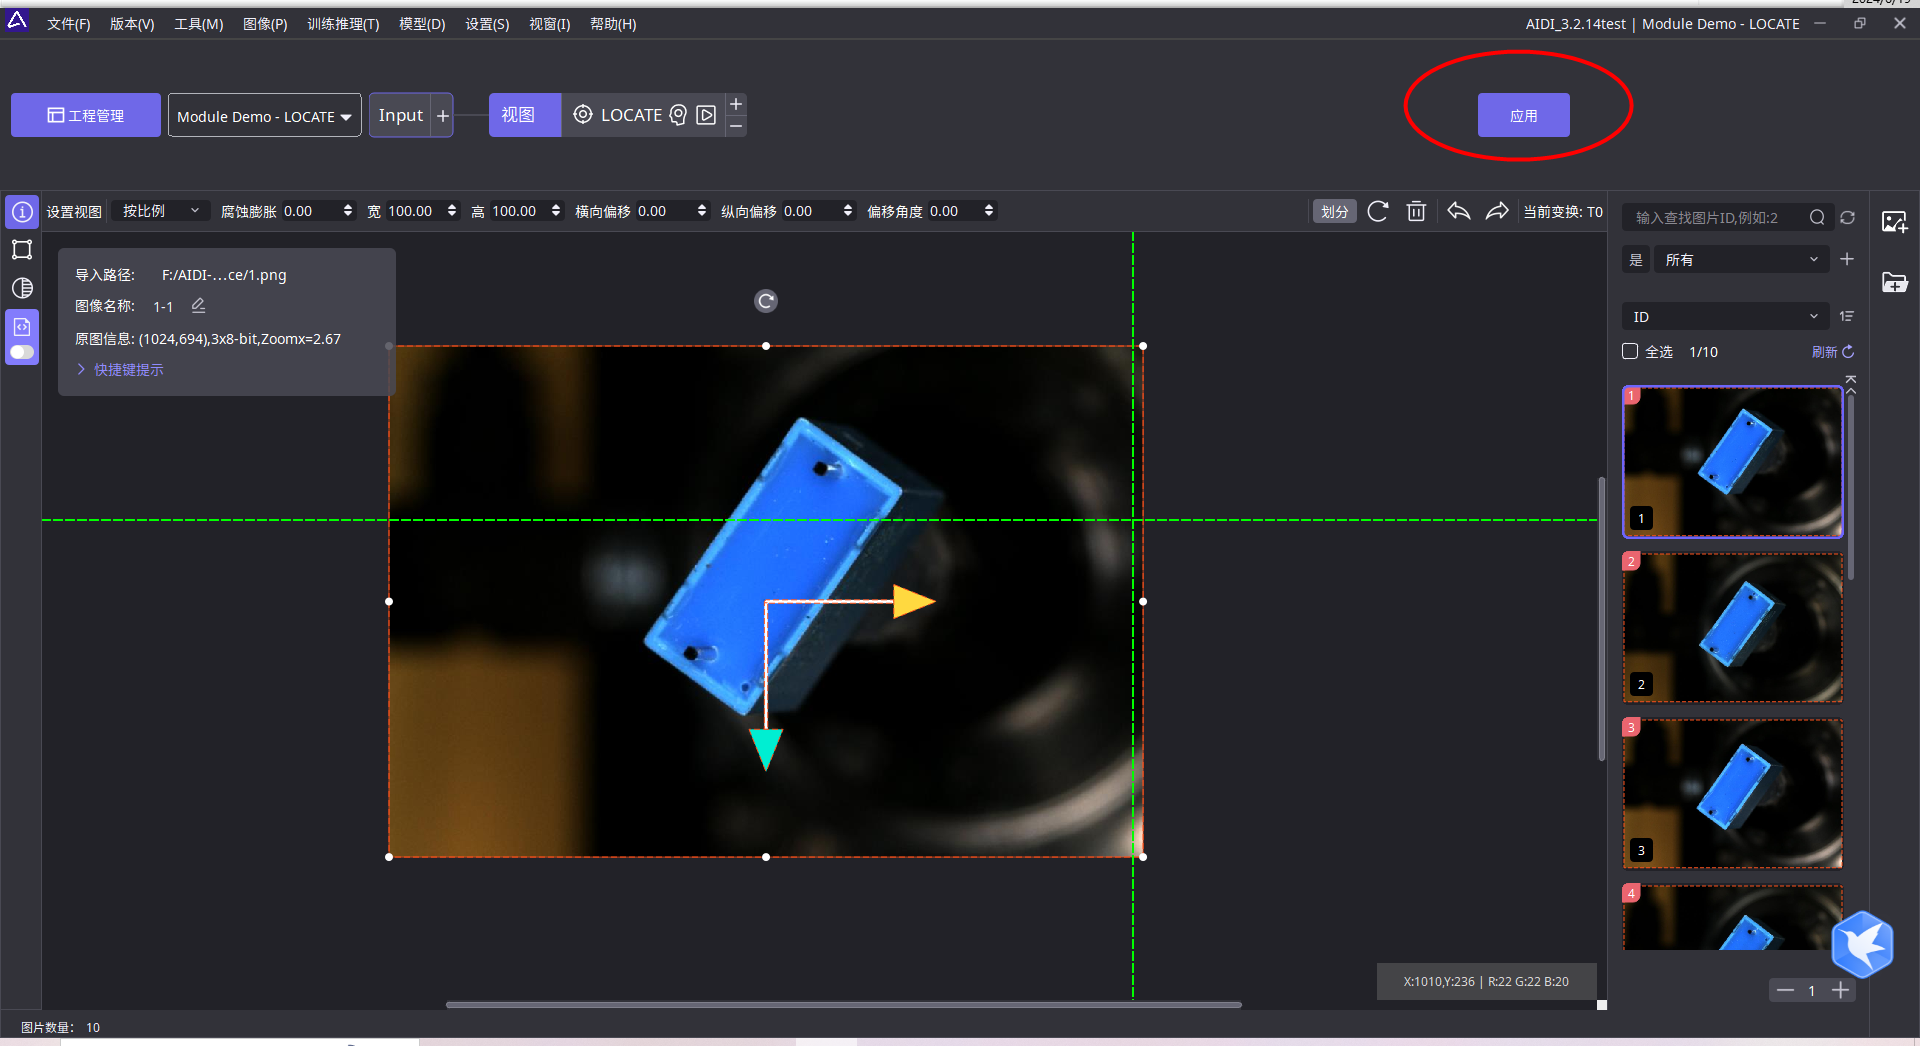 文件(F) 版本(V) 工具(M) 图像(P) 训练推理(T) 模型(D) 设置(S) 视窗(I) 帮助(H) AIDI_3.2.14test | Module Demo - LOCATE
工程管理 Module Demo - LOCATE Input + 视图 LOCATE + − 应用
设置视图 按比例 腐蚀膨胀 0.00 宽 100.00 高 100.00 横向偏移 0.00 纵向偏移 0.00 偏移角度 0.00 划分 当前变换: T0
输入查找图片ID,例如:2
是 所有
导入路径: F:/AIDI-...ce/1.png
图像名称: 1-1
原图信息: (1024,694),3x8-bit,Zoomx=2.67
快捷键提示
ID
全选 1/10 刷新
1
1
2
2
3
3
4
X:1010,Y:236 | R:22 G:22 B:20
1
图片数量: 10